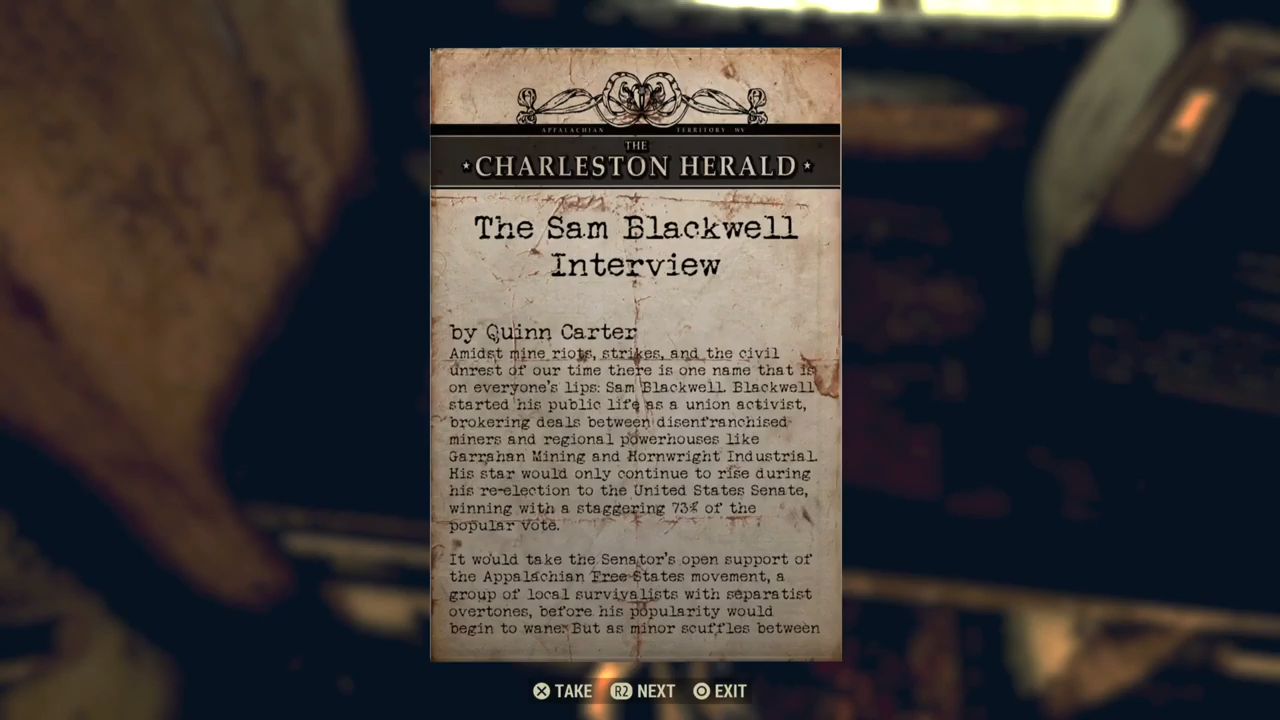 APPALACHIAN TERRITORY WV
THE
CHARLESTON HERALD
The Sam Blackwell
Interview
by Quinn Carter
Amidst mine riots, strikes, and the civil
unrest of our time there is one name that is
on everyone's lips: Sam Blackwell. Blackwell
started his public life as a union activist,
brokering deals between disenfranchised
miners and regional powerhouses like
Garrahan Mining and Hornwright Industrial.
His star would only continue to rise during
his re-election to the United States Senate,
winning with a staggering 73% of the
popular vote.
It would take the Senator's open support of
the Appalachian Free States movement, a
group of local survivalists with separatist
overtones, before his popularity would
begin to wane. But as minor scuffles between
TAKE R2 NEXT EXIT